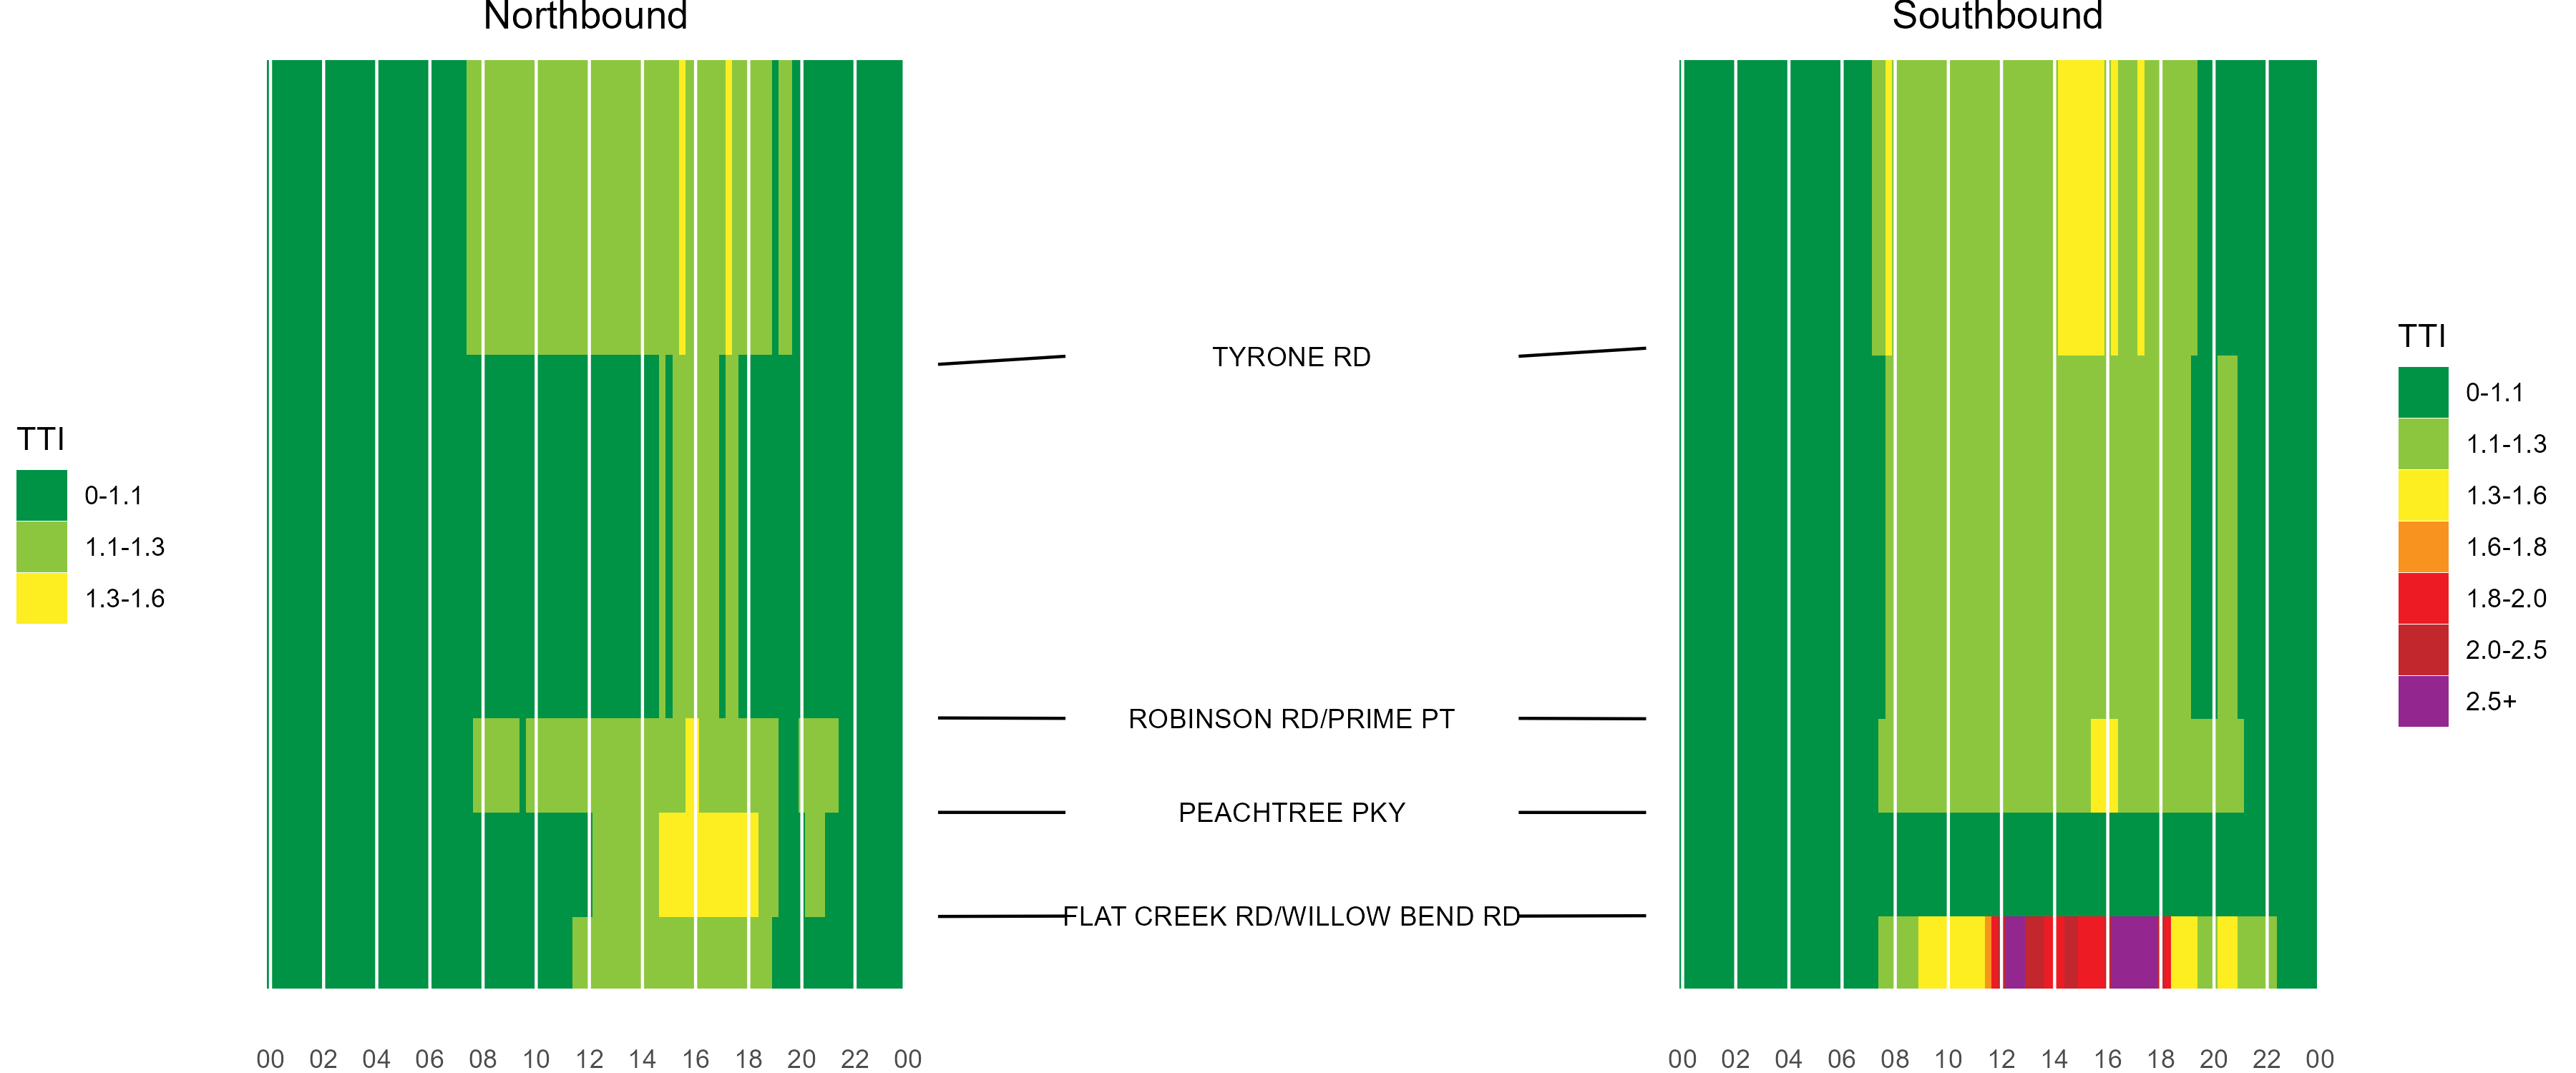 Northbound
Southbound
TTI
0-1.1
1.1-1.3
1.3-1.6
TYRONE RD
ROBINSON RD/PRIME PT
PEACHTREE PKY
FLAT CREEK RD/WILLOW BEND RD
TTI
0-1.1
1.1-1.3
1.3-1.6
1.6-1.8
1.8-2.0
2.0-2.5
2.5+
00 02 04 06 08 10 12 14 16 18 20 22 00
00 02 04 06 08 10 12 14 16 18 20 22 00